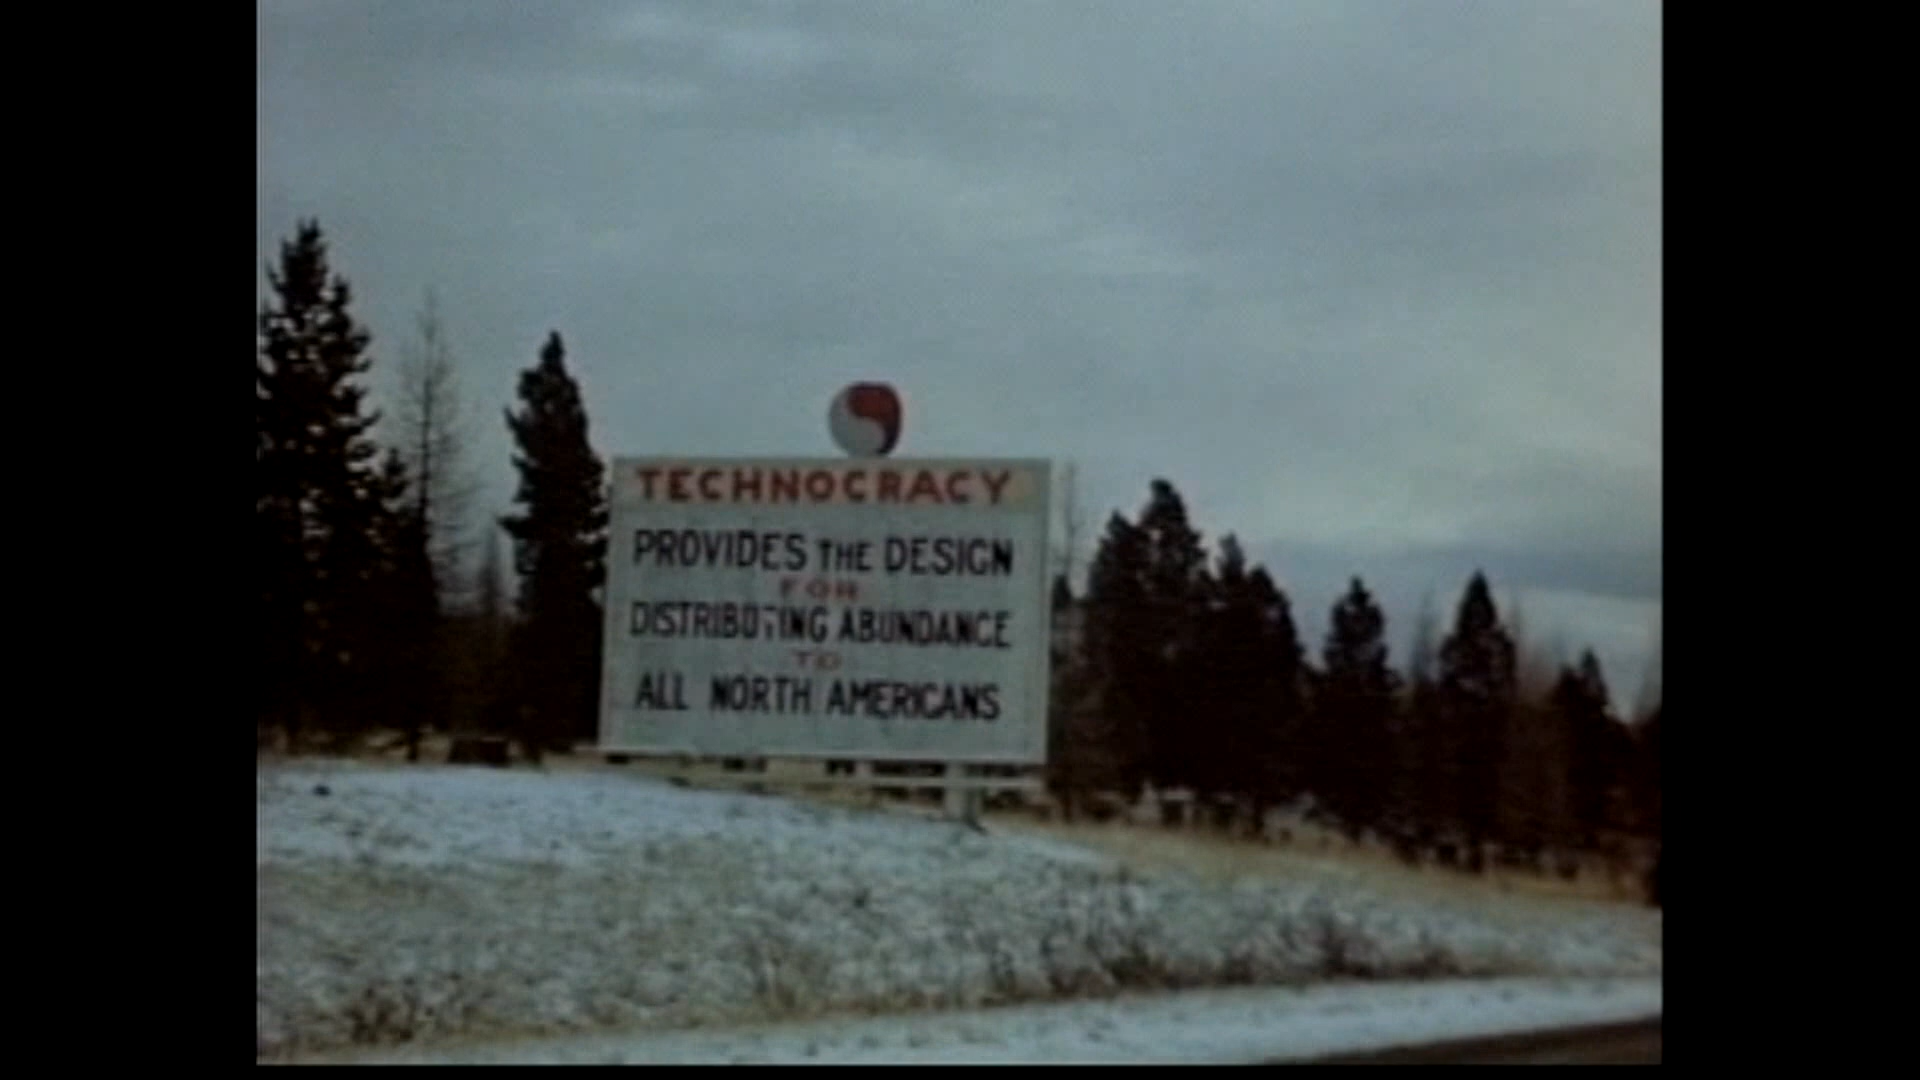 TECHNOCRACY
PROVIDES THE DESIGN
FOR
DISTRIBUTING ABUNDANCE
TO
ALL NORTH AMERICANS